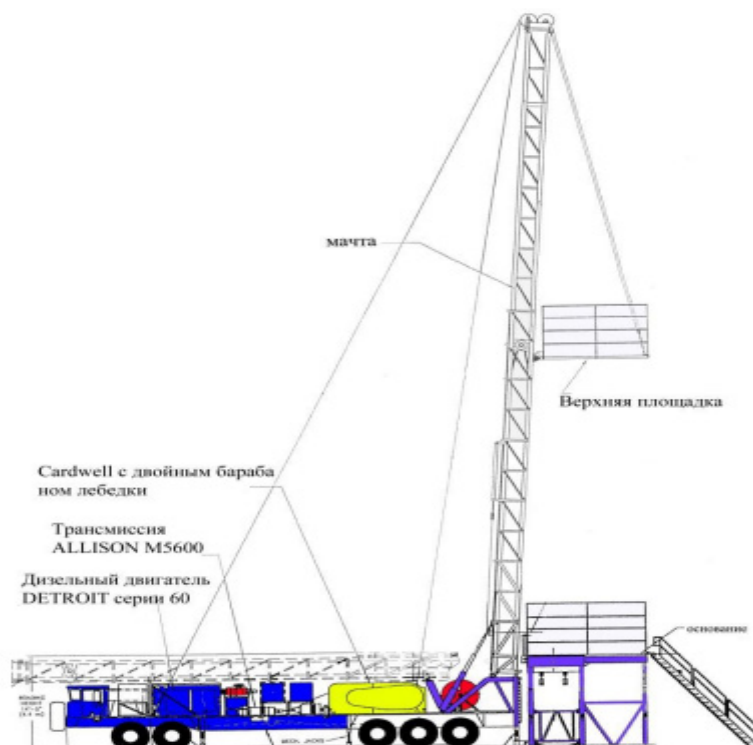 мачта
Верхняя площадка
Cardwell с двойным бараба
ном лебедки
Трансмиссия
ALLISON M5600
Дизельный двигатель
DETROIT серии 60
основание